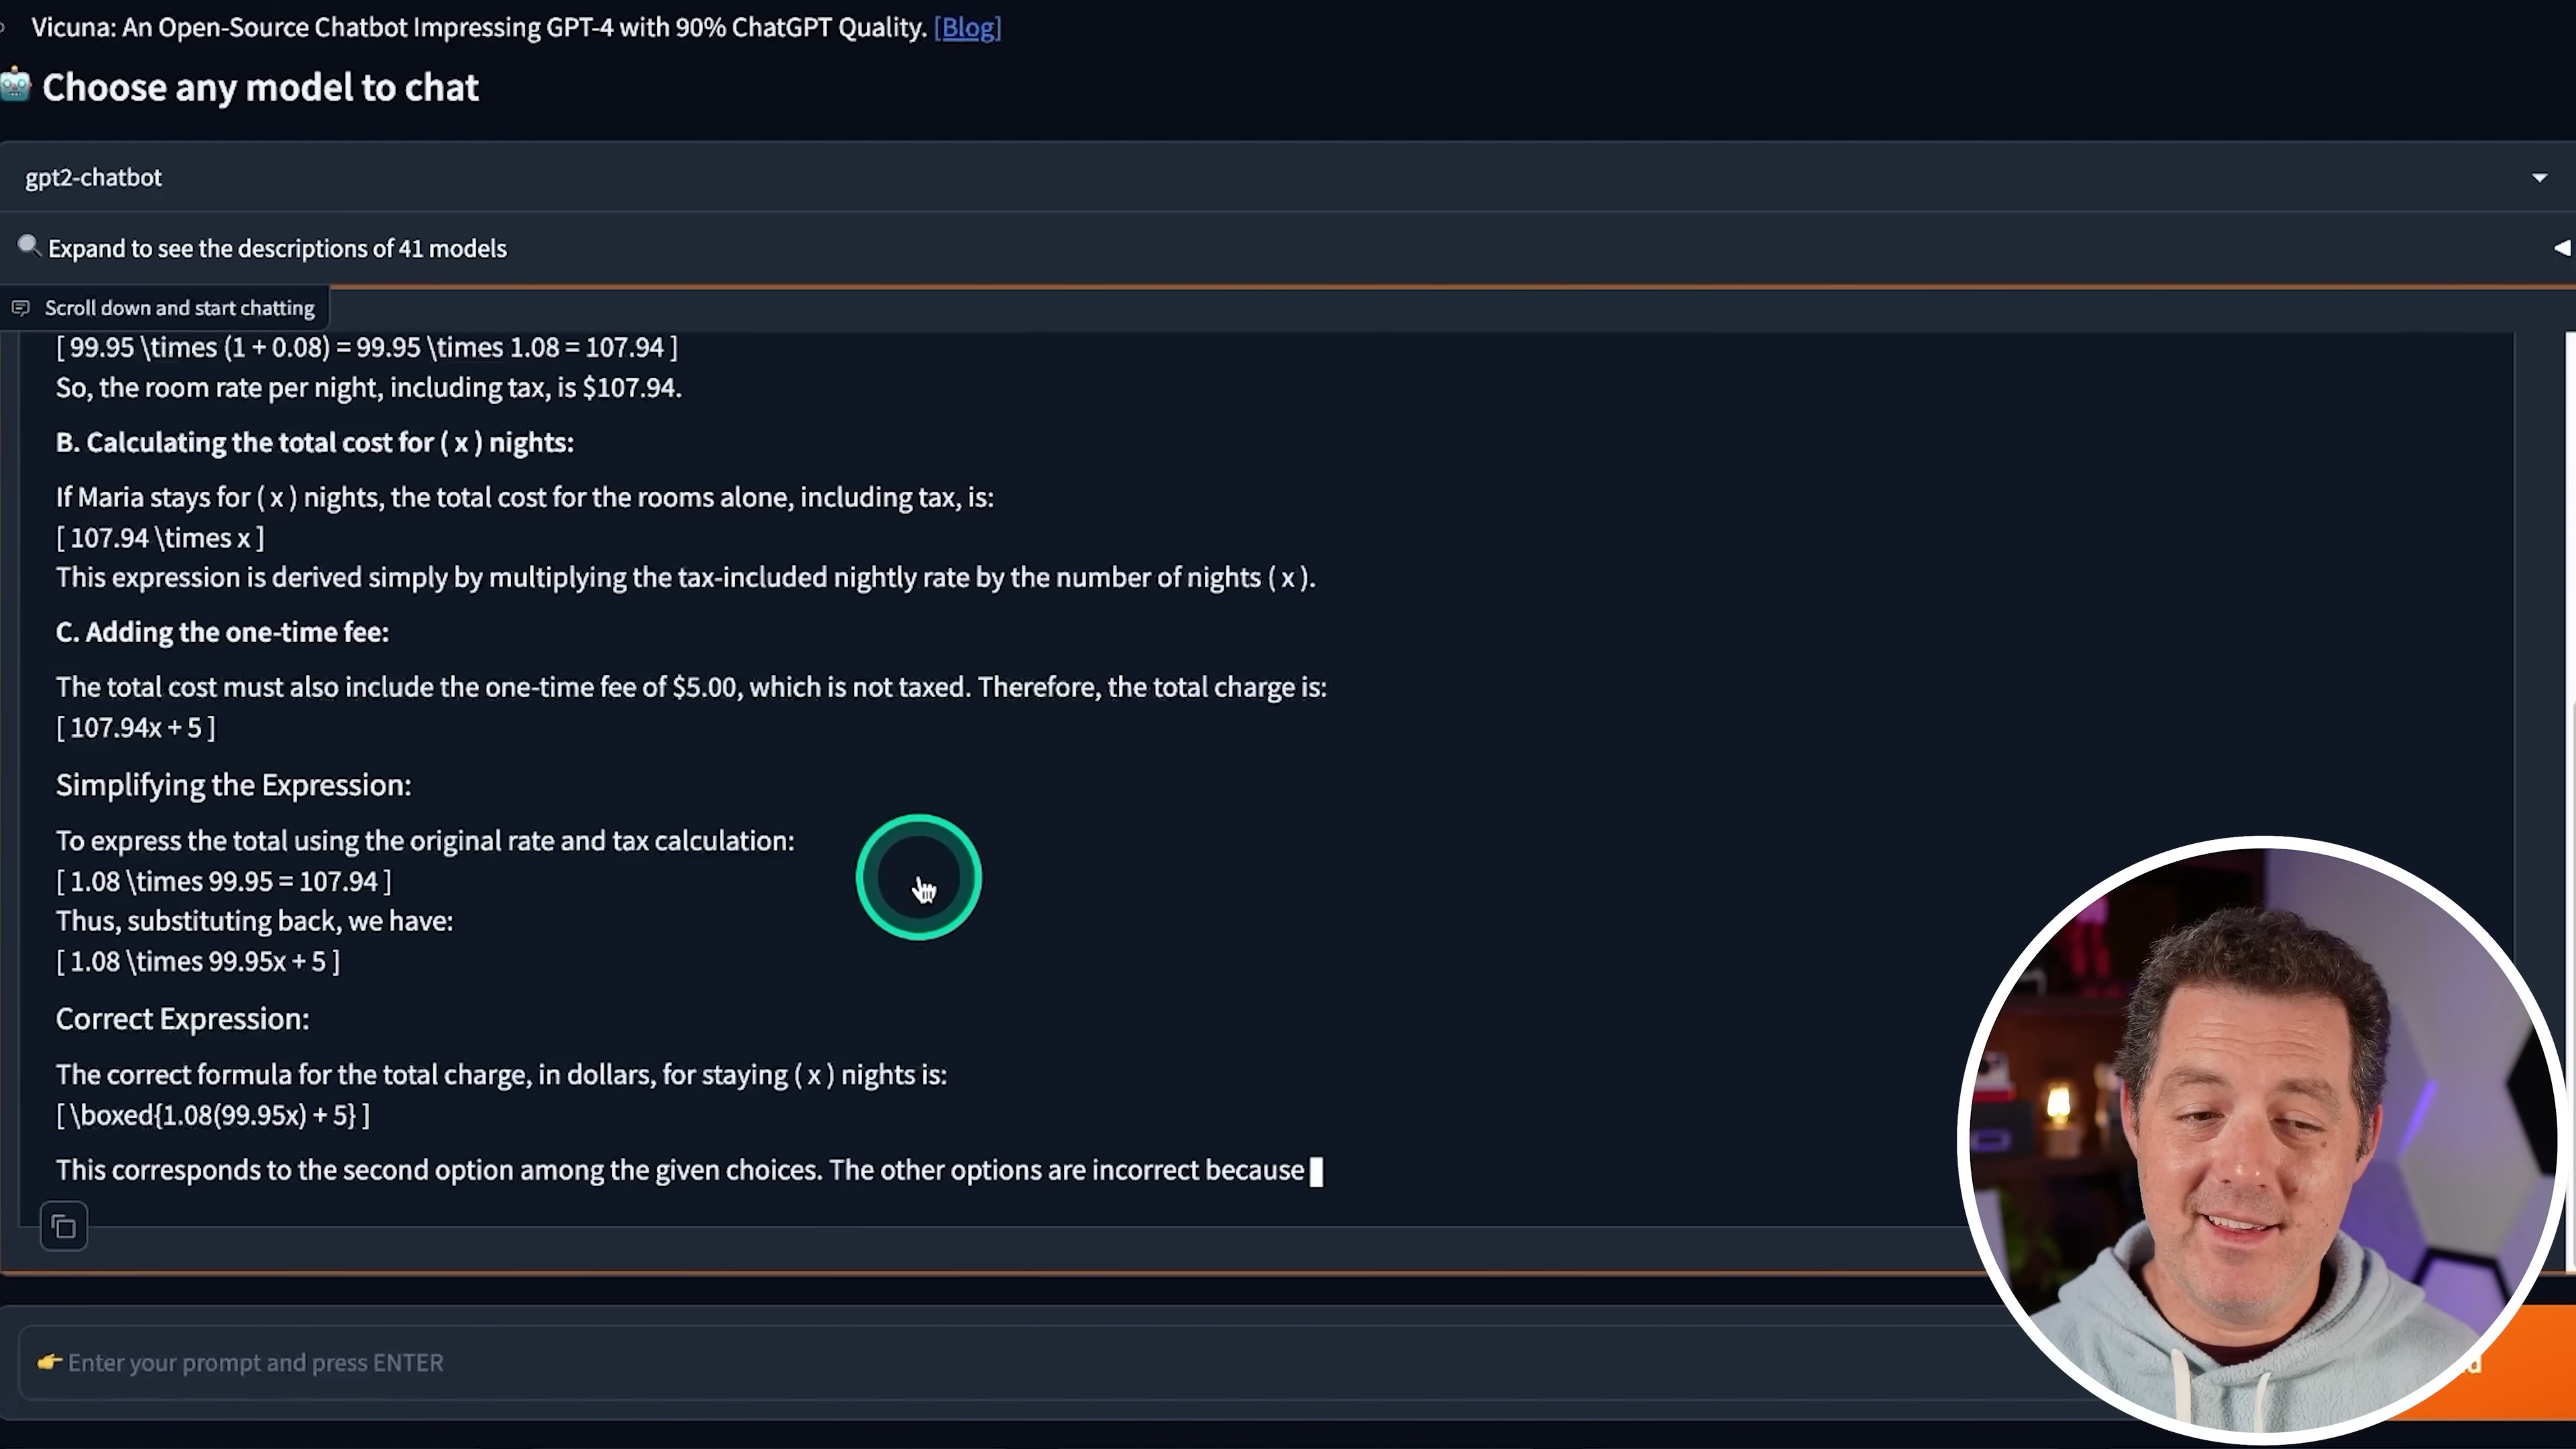 Vicuna: An Open-Source Chatbot Impressing GPT-4 with 90% ChatGPT Quality. [Blog]
Choose any model to chat
gpt2-chatbot
Expand to see the descriptions of 41 models
Scroll down and start chatting
[ 99.95 \times (1 + 0.08) = 99.95 \times 1.08 = 107.94 ]
So, the room rate per night, including tax, is $107.94.
B. Calculating the total cost for ( x ) nights:
If Maria stays for ( x ) nights, the total cost for the rooms alone, including tax, is:
[ 107.94 \times x ]
This expression is derived simply by multiplying the tax-included nightly rate by the number of nights ( x ).
C. Adding the one-time fee:
The total cost must also include the one-time fee of $5.00, which is not taxed. Therefore, the total charge is:
[ 107.94x + 5 ]
Simplifying the Expression:
To express the total using the original rate and tax calculation:
[ 1.08 \times 99.95 = 107.94 ]
Thus, substituting back, we have:
[ 1.08 \times 99.95x + 5 ]
Correct Expression:
The correct formula for the total charge, in dollars, for staying ( x ) nights is:
[ \boxed{1.08(99.95x) + 5} ]
This corresponds to the second option among the given choices. The other options are incorrect because
Enter your prompt and press ENTER